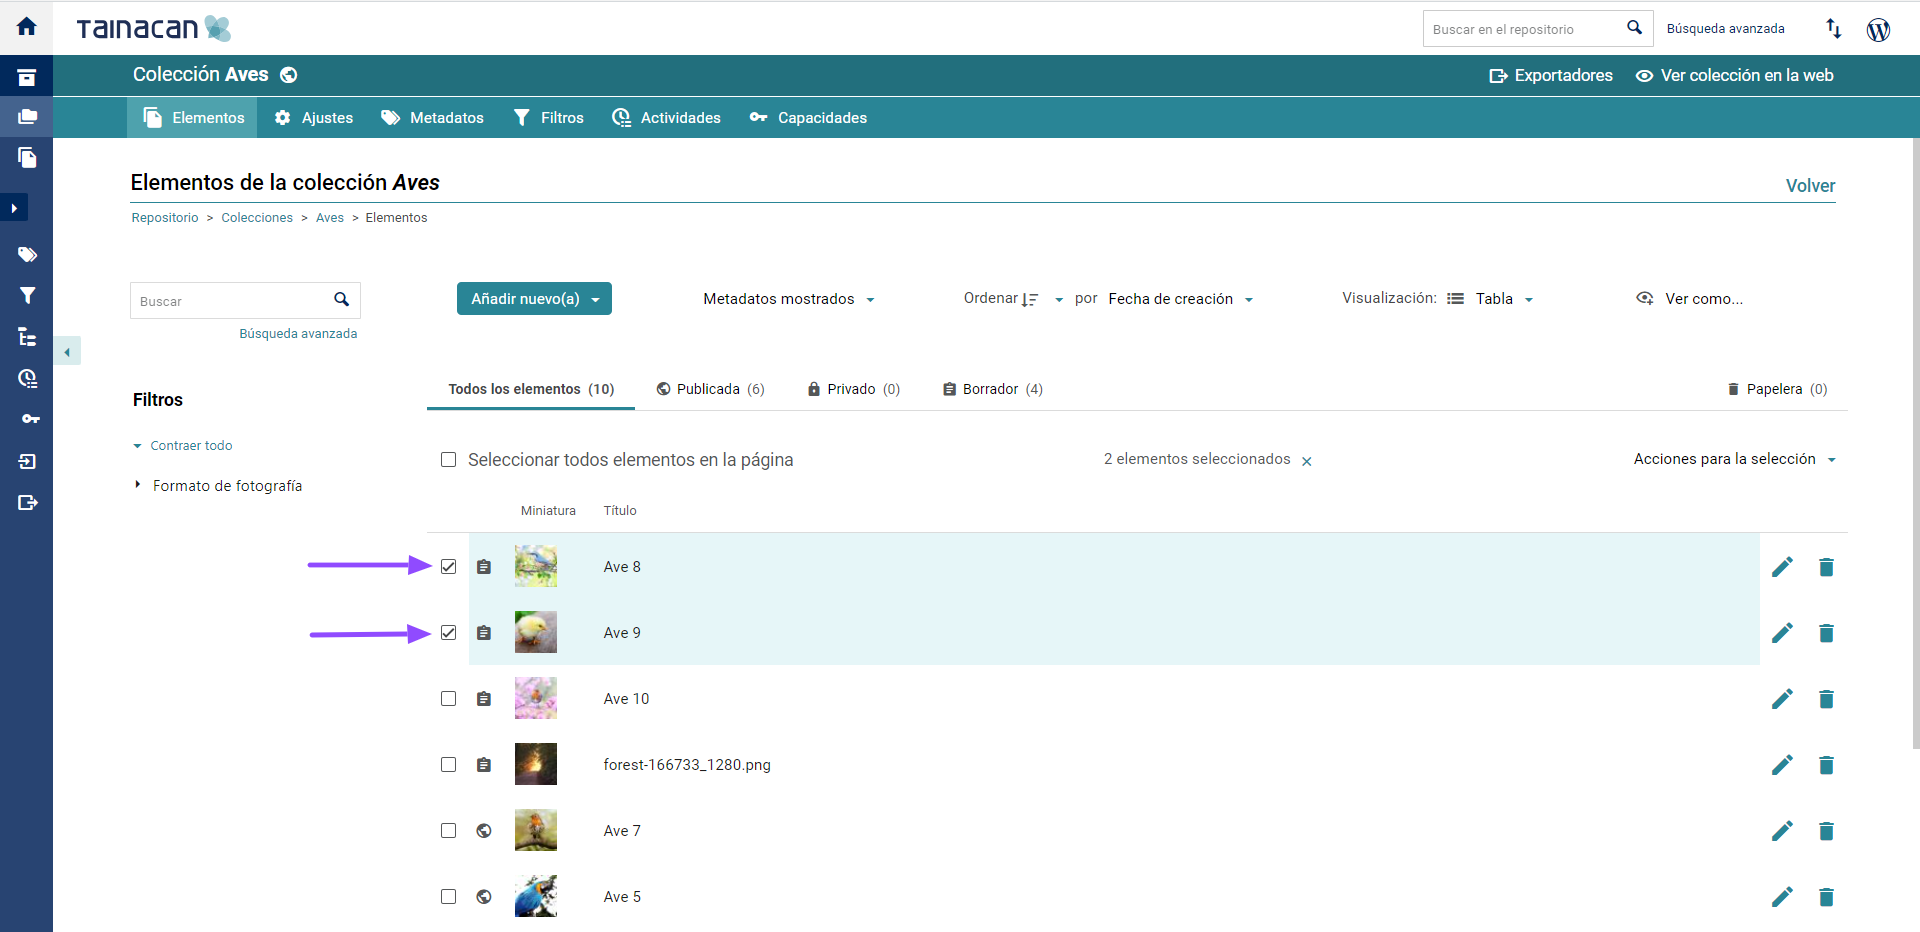 TAINACAN
Buscar en el repositorio
Búsqueda avanzada
Colección Aves
Exportadores
Ver colección en la web
Elementos
Ajustes
Metadatos
Filtros
Actividades
Capacidades
Elementos de la colección Aves
Volver
Repositorio > Colecciones > Aves > Elementos
Buscar
Búsqueda avanzada
Añadir nuevo(a)
Metadatos mostrados
Ordenar
por
Fecha de creación
Visualización:
Tabla
Ver como...
Filtros
Contraer todo
Formato de fotografía
Todos los elementos (10)
Publicada (6)
Privado (0)
Borrador (4)
Papelera (0)
Seleccionar todos elementos en la página
2 elementos seleccionados
Acciones para la selección
Miniatura
Título
Ave 8
Ave 9
Ave 10
forest-166733_1280.png
Ave 7
Ave 5